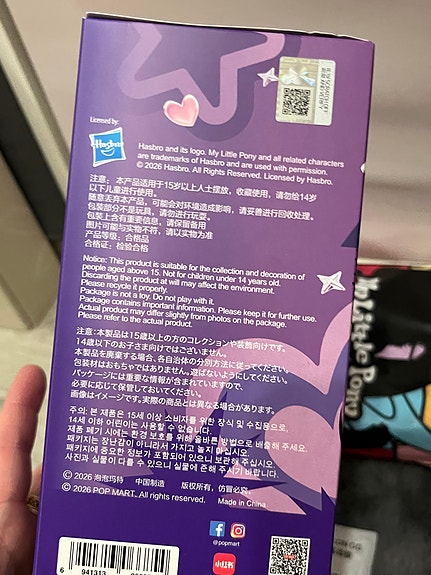 Licensed by:
Hasbro
Hasbro and its logo. My Little Pony and all related characters
are trademarks of Hasbro and are used with permission.
© 2026 Hasbro. All Rights Reserved. Licensed by Hasbro.
注意： 本产品适用于15岁以上人士摆放，收藏使用，请勿给14岁
以下儿童进行使用。
随意丢弃本产品，可能会对环境造成影响，请妥善进行回收处理。
包装部分不是玩具，请勿进行玩耍。
包装上含有重要信息，请保留备用
图片可能与实物不符，请以实物为准
产品等级：合格品
合格证：检验合格
Notice: This product is suitable for the collection and decoration of
people aged above 15. Not for children under 14 years old.
Discarding the product at will may affect the environment.
Please recycle it properly.
Package is not a toy. Do not play with it.
Package contains important information. Please keep it for further use.
Actual product may differ slightly from photos on the package.
Please refer to the actual product.
注意:本製品は15歳以上の方のコレクションや装飾向けです。
14歳以下のお子さま向けではございません。
本製品を廃棄する場合、各自治体の分別方法に従ってください。
包装材はおもちゃではありません。遊ばないようにしてください。
パッケージには重要な情報が含まれていますので、
必要に応じて保管しておいてください。
画像はイメージです。実際の商品とは異なる場合があります。
주의: 본 제품은 15세 이상 소비자를 위한 장식 및 수집용으로,
14세 이하 어린이는 사용할 수 없습니다.
제품 폐기 시에는 환경 보호를 위해 올바른 방법으로 배출해 주세요.
패키지는 장난감이 아니라서 가지고 놀지 마십시오.
패키지에 중요한 정보가 포함되어 있으니 보관해 주십시오.
사진과 실물이 다를 수 있으니 실물에 준해 주시기 바랍니다.
© 2026 泡泡玛特 中国制造 版权所有，仿冒必究。
© 2026 POP MART. All rights reserved. Made in China
@popmart
小红书
6 941313
Little Pony